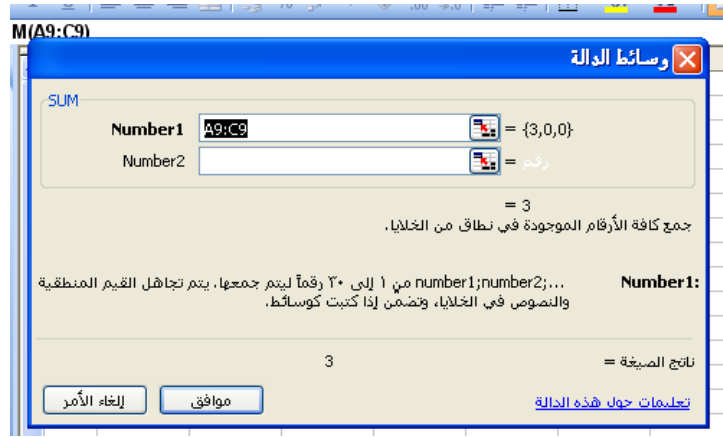 M(A9:C9)
وسائط الدالة
SUM
Number1 A9:C9 = {3,0,0}
Number2 = رقم
= 3
جمع كافة الأرقام الموجودة في نطاق من الخلايا.
Number1: number1;number2;... من ١ إلى ٣٠ رقماً ليتم جمعها. يتم تجاهل القيم المنطقية
والنصوص في الخلايا، وتضمّن إذا كتبت كوسائط.
ناتج الصيغة = 3
تعليمات حول هذه الدالة
موافق
إلغاء الأمر